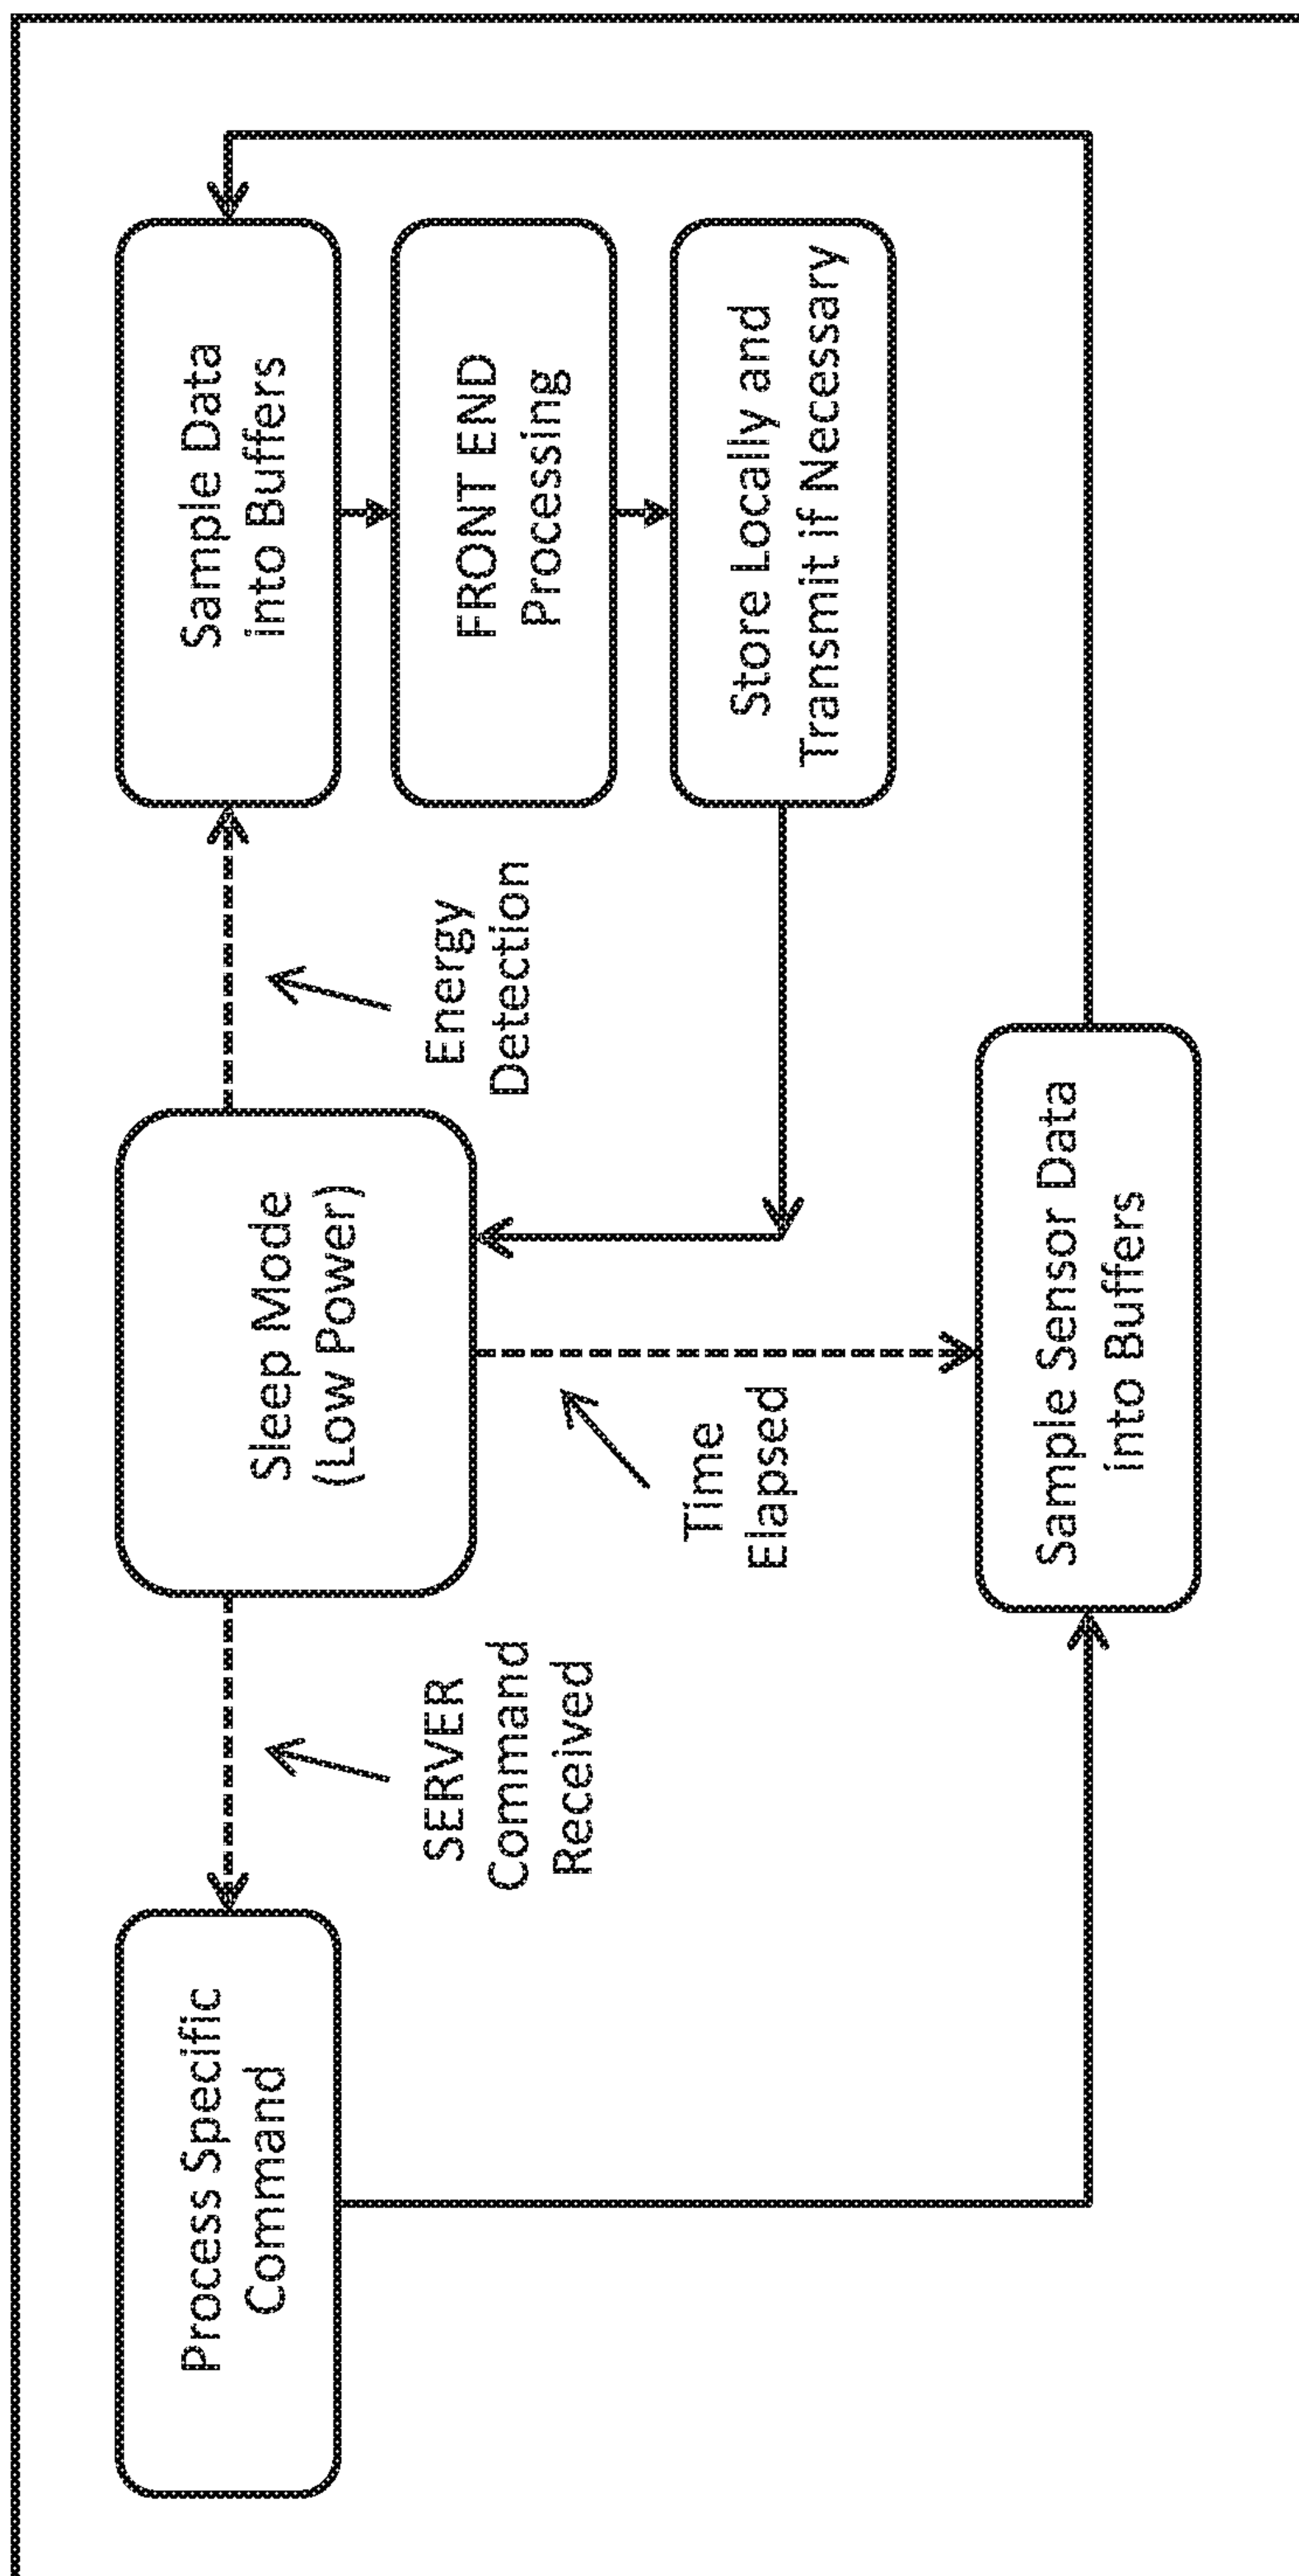 Process Specific
Command
SERVER
Command
Received
Sleep Mode
(Low Power)
Time
Elapsed
Energy
Detection
Sample Data
into Buffers
FRONT END
Processing
Store Locally and
Transmit if Necessary
Sample Sensor Data
into Buffers